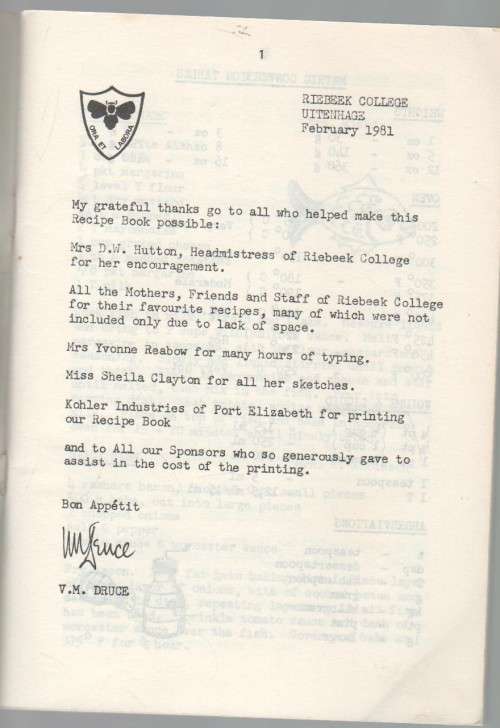 1
RIEBEEK COLLEGE
UITENHAGE
February 1981
ORA ET LABORA
My grateful thanks go to all who helped make this
Recipe Book possible:
Mrs D.W. Hutton, Headmistress of Riebeek College
for her encouragement.
All the Mothers, Friends and Staff of Riebeek College
for their favourite recipes, many of which were not
included only due to lack of space.
Mrs Yvonne Reabow for many hours of typing.
Miss Sheila Clayton for all her sketches.
Kohler Industries of Port Elizabeth for printing
our Recipe Book
and to All our Sponsors who so generously gave to
assist in the cost of the printing.
Bon Appétit
V.M. DRUCE